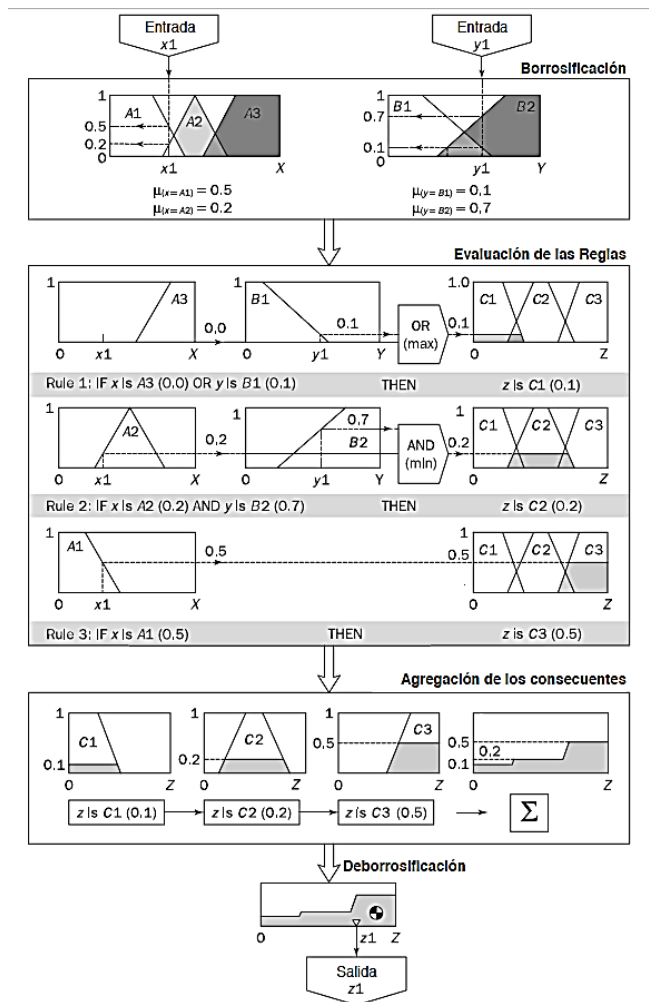 Entrada
x1
Entrada
y1
Borrosificación
1
0.5
0.2
0
A1
A2
A3
x1
X
1
0.7
0.1
0
B1
B2
y1
Y
μ(x=A1) = 0.5
μ(x=A2) = 0.2
μ(y=B1) = 0,1
μ(y=B2) = 0,7
Evaluación de las Reglas
1
A3
0
x1
X
0,0
1
B1
0
y1
Y
0.1
OR
(max)
0,1
1.0
C1
C2
C3
0
Z
Rule 1: IF x is A3 (0.0) OR y is B1 (0.1) THEN z is C1 (0,1)
1
A2
0
x1
X
0,2
1
0,7
B2
0
y1
Y
AND
(min)
0.2
1
C1
C2
C3
0
Z
Rule 2: IF x is A2 (0.2) AND y is B2 (0.7) THEN z is C2 (0.2)
1
A1
0
x1
X
0.5
1
0.5
C1
C2
C3
0
Z
Rule 3: IF x is A1 (0,5) THEN z is C3 (0.5)
Agregación de los consecuentes
1
C1
0.1
0
Z
1
C2
0.2
0
Z
1
C3
0.5
0
Z
0.5
0,2
0.1
0
Z
z is C1 (0,1)
z is C2 (0.2)
z is C3 (0.5)
Σ
Deborrosificación
0
z1
Z
Salida
z1